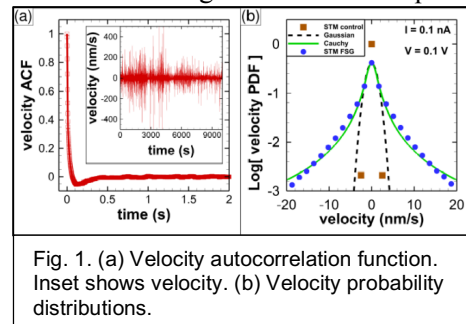 (a)
velocity ACF
1
0.8
0.6
0.4
0.2
0
0 0.5 1 1.5 2
time (s)
velocity (nm/s)
400
200
0
-200
-400
0 3000 6000 9000
time (s)
(b)
Log[ velocity PDF ]
0
-1
-2
-3
-20 -10 0 10 20
velocity (nm/s)
STM control
Gaussian
Cauchy
STM FSG
I = 0.1 nA
V = 0.1 V
Fig. 1. (a) Velocity autocorrelation function.
Inset shows velocity. (b) Velocity probability
distributions.